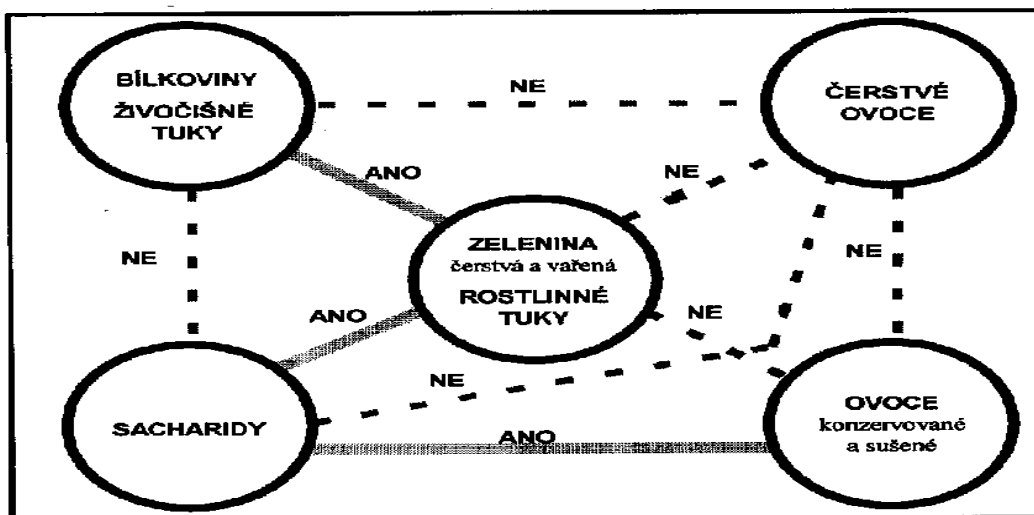 BÍLKOVINY
ŽIVOČIŠNÉ
TUKY
NE
ČERSTVÉ
OVOCE
ANO
NE
NE
ZELENINA
čerstvá a vařená
ROSTLINNÉ
TUKY
NE
ANO
NE
NE
SACHARIDY
ANO
OVOCE
konzervované
a sušené